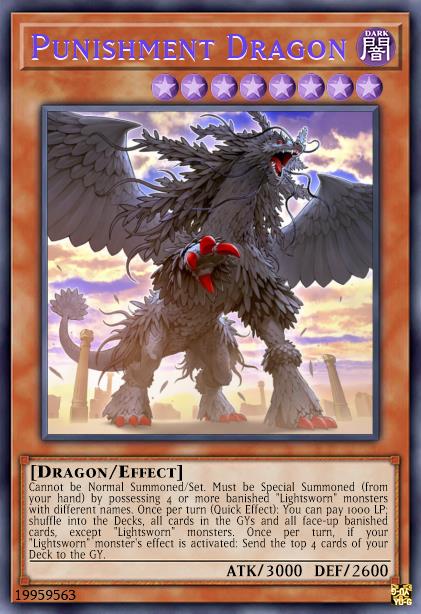 PUNISHMENT DRAGON
DARK
闇
[DRAGON/EFFECT]
Cannot be Normal Summoned/Set. Must be Special Summoned (from
your hand) by possessing 4 or more banished "Lightsworn" monsters
with different names. Once per turn (Quick Effect): You can pay 1000 LP;
shuffle into the Decks, all cards in the GYs and all face-up banished
cards, except "Lightsworn" monsters. Once per turn, if your
"Lightsworn" monster's effect is activated: Send the top 4 cards of your
Deck to the GY.
ATK/3000 DEF/2600
19959563